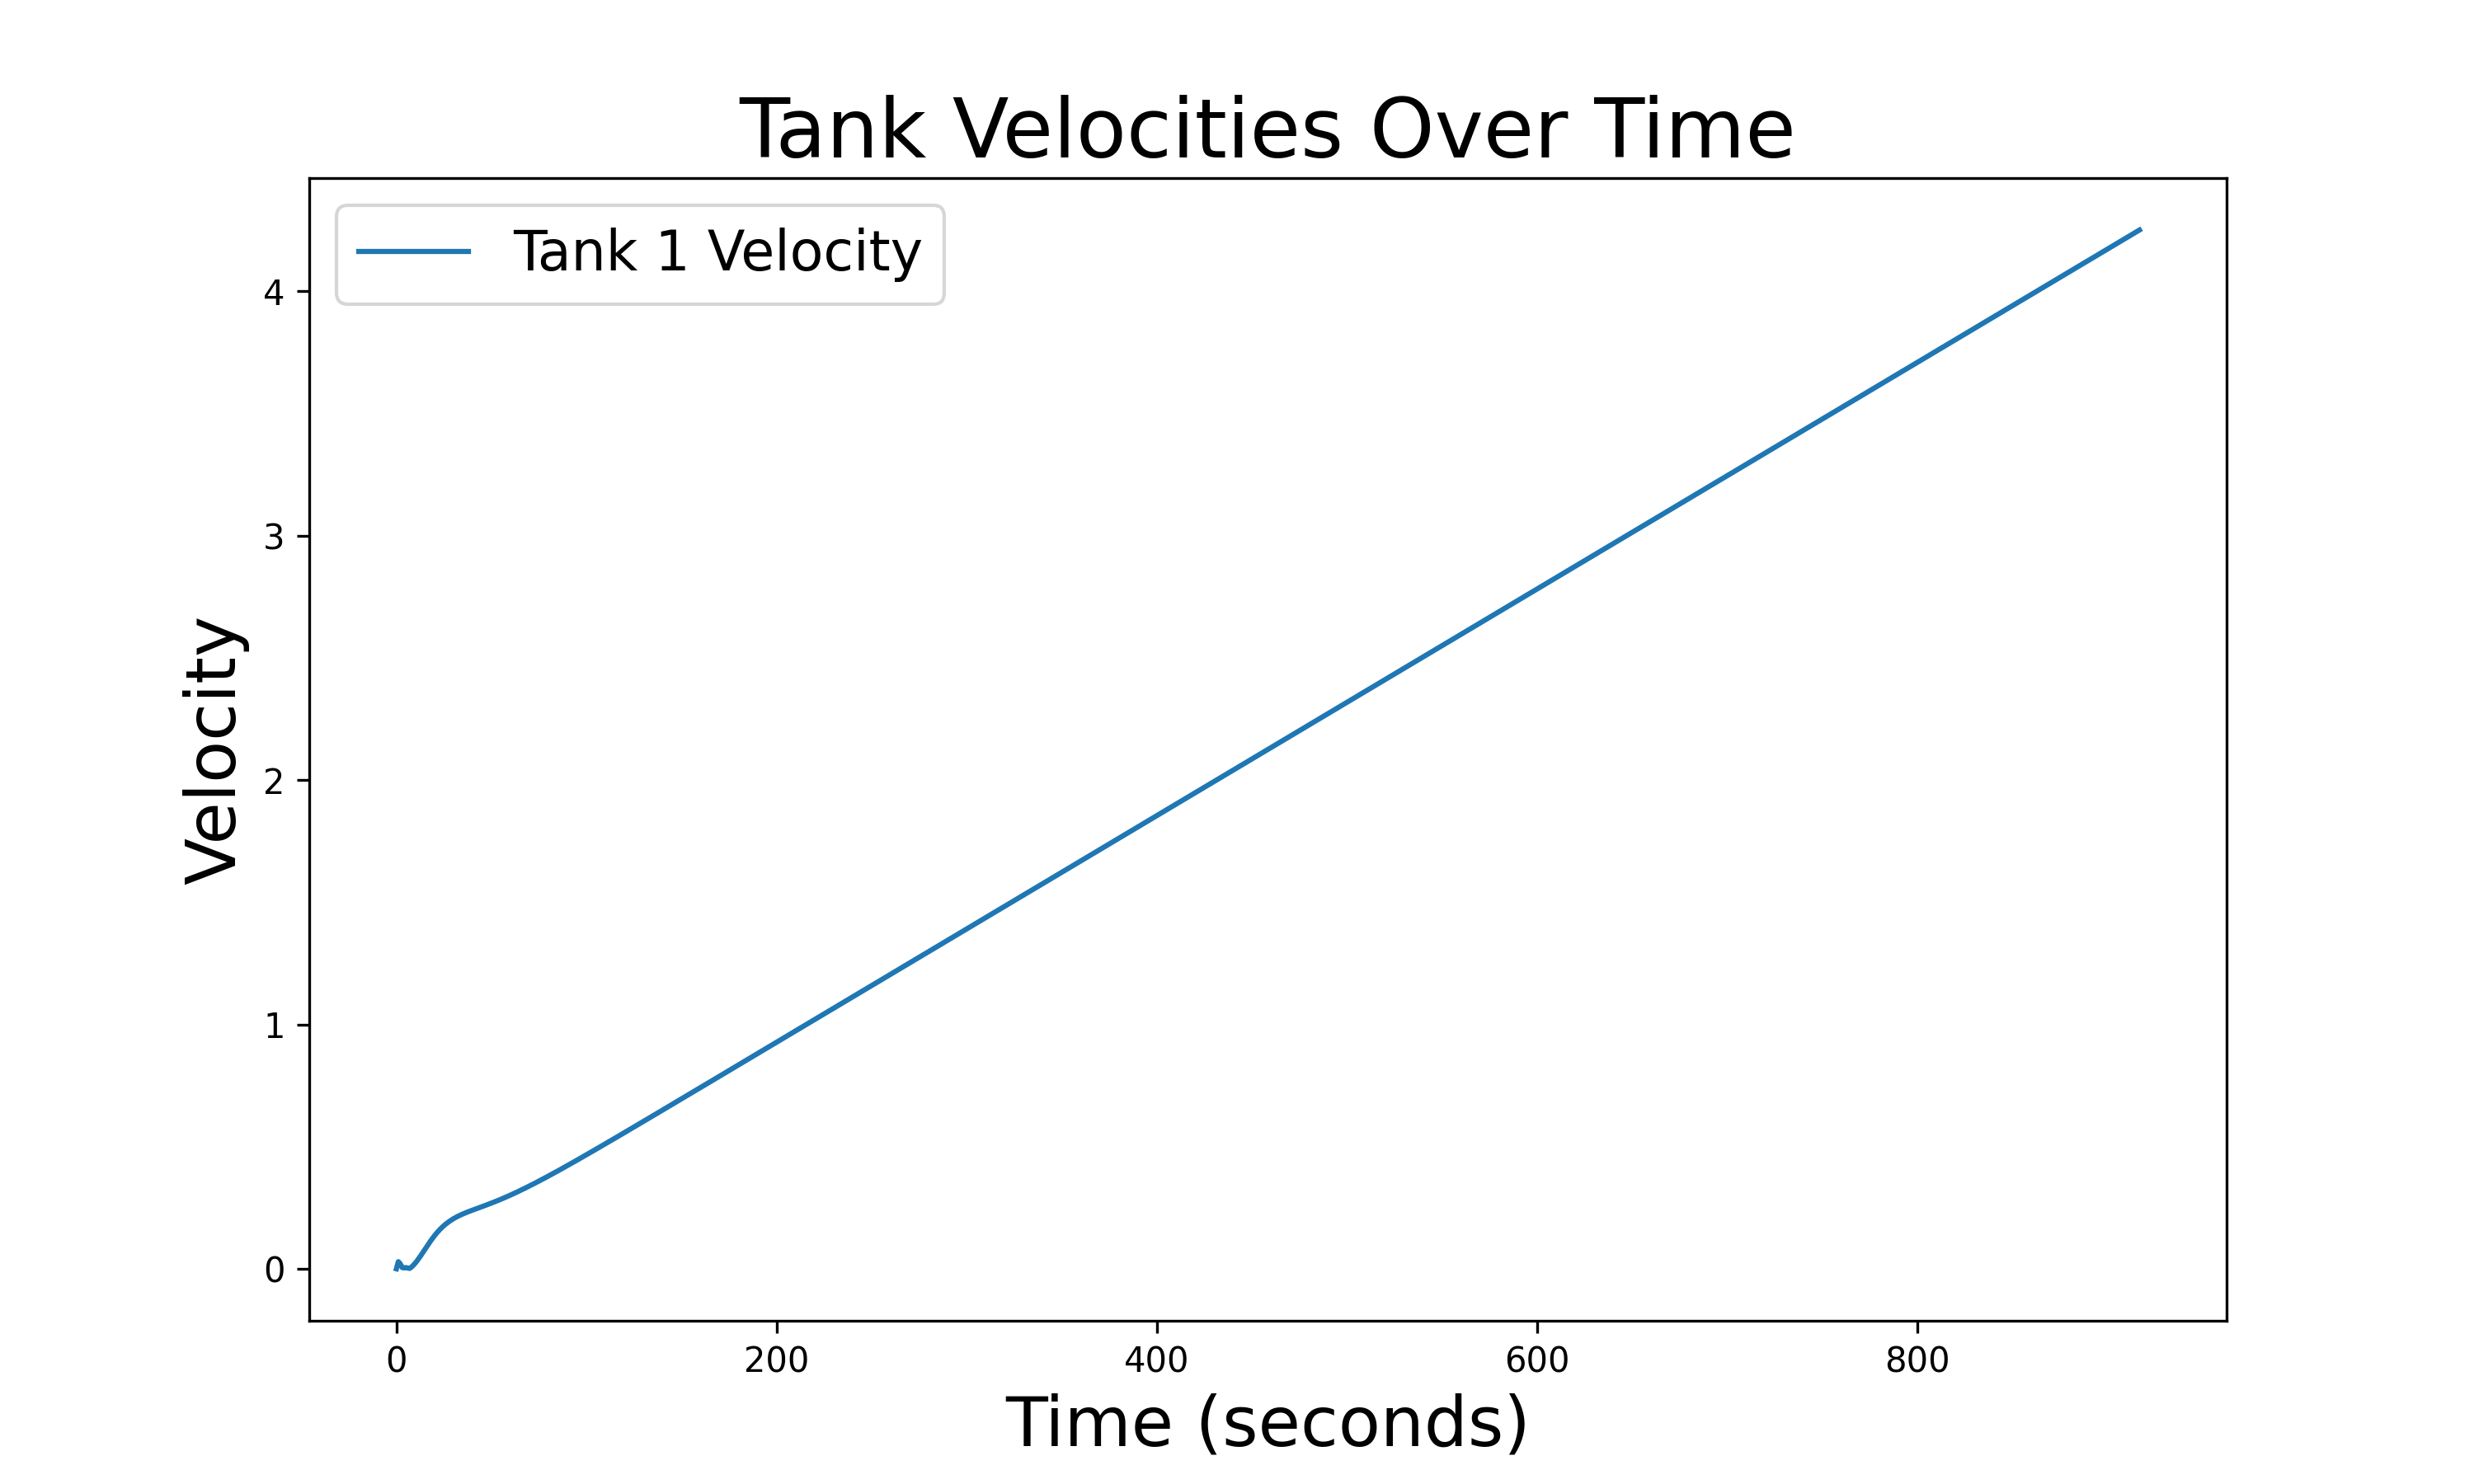 Tank Velocities Over Time
Tank 1 Velocity
4
3
2
1
0
Velocity
0 200 400 600 800
Time (seconds)